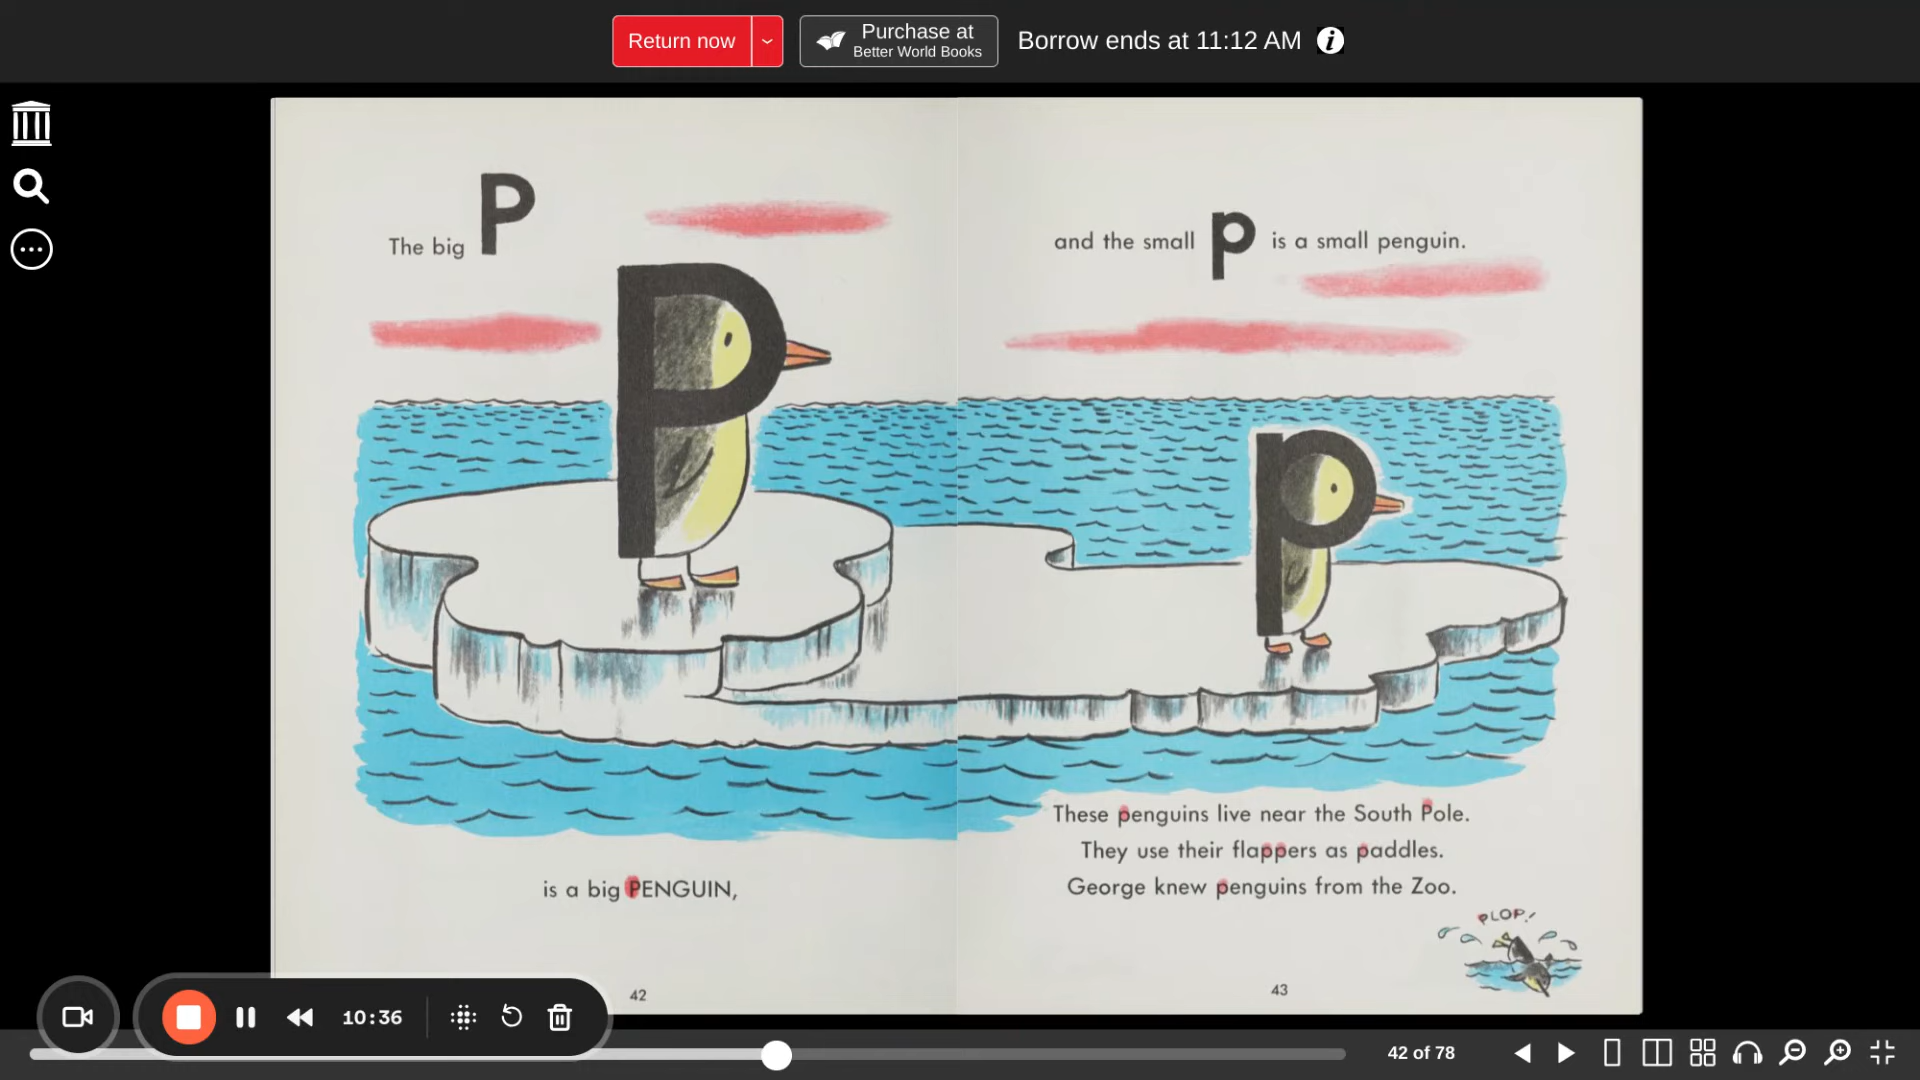 Return now
Purchase at
Better World Books
Borrow ends at 11:12 AM
The big P
P
is a big PENGUIN,
42
and the small p is a small penguin.
p
These penguins live near the South Pole.
They use their flappers as paddles.
George knew penguins from the Zoo.
PLOP!
43
10:36
42 of 78